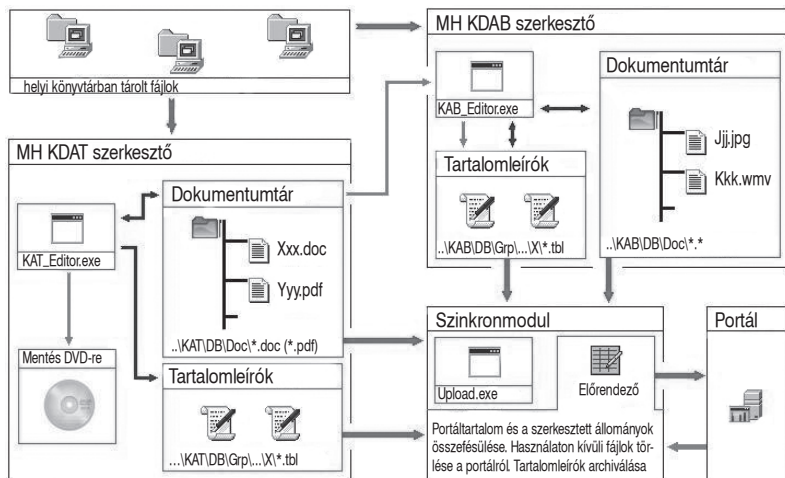 helyi könyvtárban tárolt fájlok
MH KDAT szerkesztő
KAT_Editor.exe
Mentés DVD-re
Dokumentumtár
Xxx.doc
Yyy.pdf
..\KAT\DB\Doc\*.doc (*.pdf)
Tartalomleírók
...\KAT\DB\Grp\...\X\*.tbl
MH KDAB szerkesztő
KAB_Editor.exe
Tartalomleírók
..\KAB\DB\Grp\...\X\*.tbl
Dokumentumtár
Jjj.jpg
Kkk.wmv
..\KAB\DB\Doc\*.*
Szinkronmodul
Upload.exe
Előrendező
Portáltartalom és a szerkesztett állományok
összefésülése. Használaton kívüli fájlok tör-
lése a portálról. Tartalomleírók archiválása
Portál